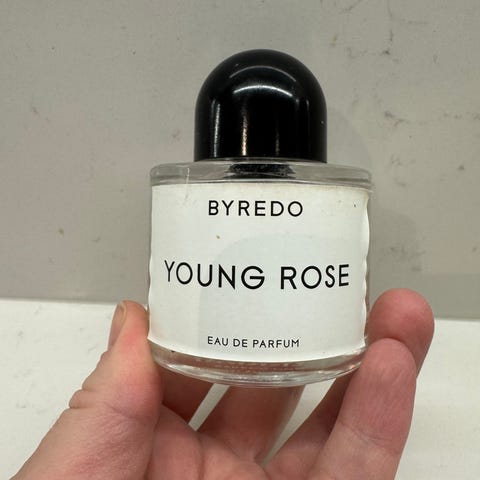 BYREDO
YOUNG ROSE
EAU DE PARFUM